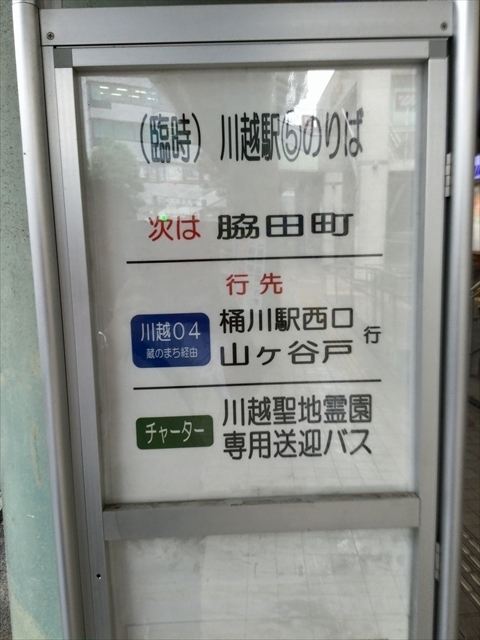 （臨時）川越駅⑤のりば
次は 脇田町
行先
川越04
蔵のまち経由
桶川駅西口
山ヶ谷戸
行
チャーター
川越聖地霊園
専用送迎バス